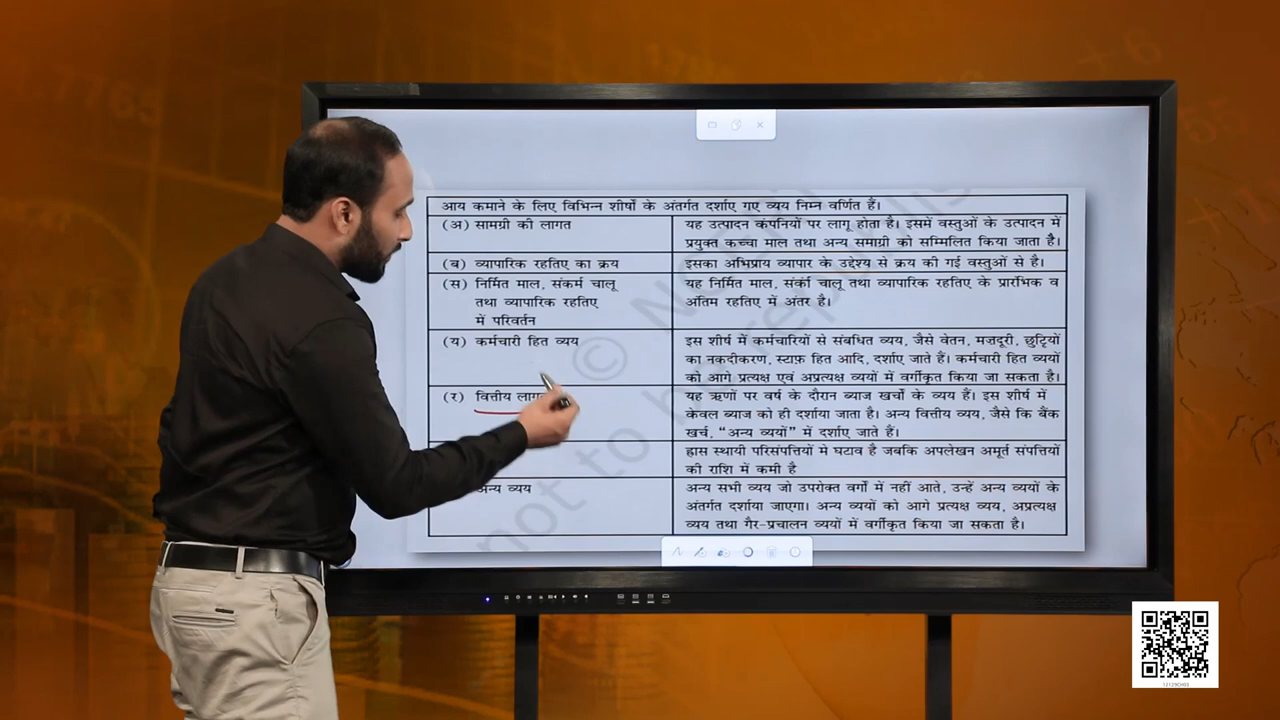 आय कमाने के लिए विभिन्न शीर्षों के अंतर्गत दर्शाए गए व्यय निम्न वर्णित हैं।
(अ) सामग्री की लागत
यह उत्पादन कंपनियों पर लागू होता है। इसमें वस्तुओं के उत्पादन में
प्रयुक्त कच्चा माल तथा अन्य समाग्री को सम्मिलित किया जाता है।
(ब) व्यापारिक रहतिए का क्रय
इसका अभिप्राय व्यापार के उद्देश्य से क्रय की गई वस्तुओं से है।
(स) निर्मित माल, संकर्म चालू
तथा व्यापारिक रहतिए
में परिवर्तन
यह निर्मित माल, संर्का चालू तथा व्यापारिक रहतिए के प्रारंभिक व
अंतिम रहतिए में अंतर है।
(य) कर्मचारी हित व्यय
इस शीर्ष में कर्मचारियों से संबधित व्यय, जैसे वेतन, मजदूरी, छुट्टियों
का नकदीकरण, स्टाफ़ हित आदि, दर्शाए जाते हैं। कर्मचारी हित व्ययों
को आगे प्रत्यक्ष एवं अप्रत्यक्ष व्ययों में वर्गीकृत किया जा सकता है।
(र) वित्तीय
यह ऋणों पर वर्ष के दौरान ब्याज खर्चों के व्यय हैं। इस शीर्ष में
केवल ब्याज को ही दर्शाया जाता है। अन्य वित्तीय व्यय, जैसे कि बैंक
खर्च, “अन्य व्ययों” में दर्शाए जाते हैं।
ह्रास स्थायी परिसंपत्तियों मे घटाव है जबकि अपलेखन अमूर्त संपत्तियों
की राशि में कमी है
अन्य व्यय
अन्य सभी व्यय जो उपरोक्त वर्गों में नहीं आते, उन्हें अन्य व्ययों के
अंतर्गत दर्शाया जाएगा। अन्य व्ययों को आगे प्रत्यक्ष व्यय, अप्रत्यक्ष
व्यय तथा गैर-प्रचालन व्ययों में वर्गीकृत किया जा सकता है।
not to be
12129CH03